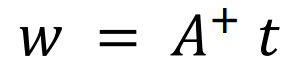 w = A⁺ t